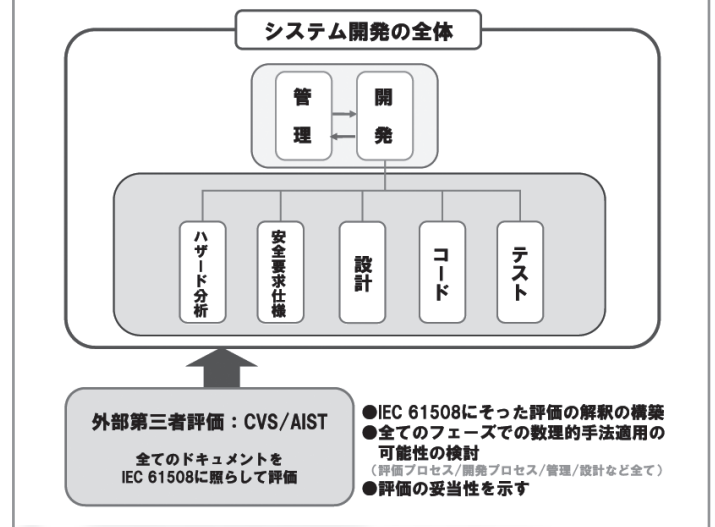 システム開発の全体
管理
開発
ハザード分析
安全要求仕様
設計
コード
テスト
外部第三者評価：CVS/AIST
全てのドキュメントを
IEC 61508に照らして評価
●IEC 61508にそった評価の解釈の構築
●全てのフェーズでの数理的手法適用の
可能性の検討
（評価プロセス/開発プロセス/管理/設計など全て）
●評価の妥当性を示す